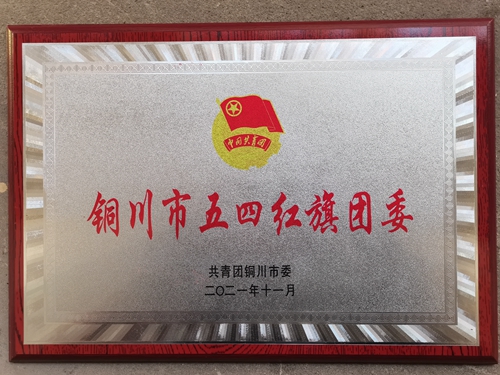 中国共青团
铜川市五四红旗团委
共青团铜川市委
二〇二一年十一月